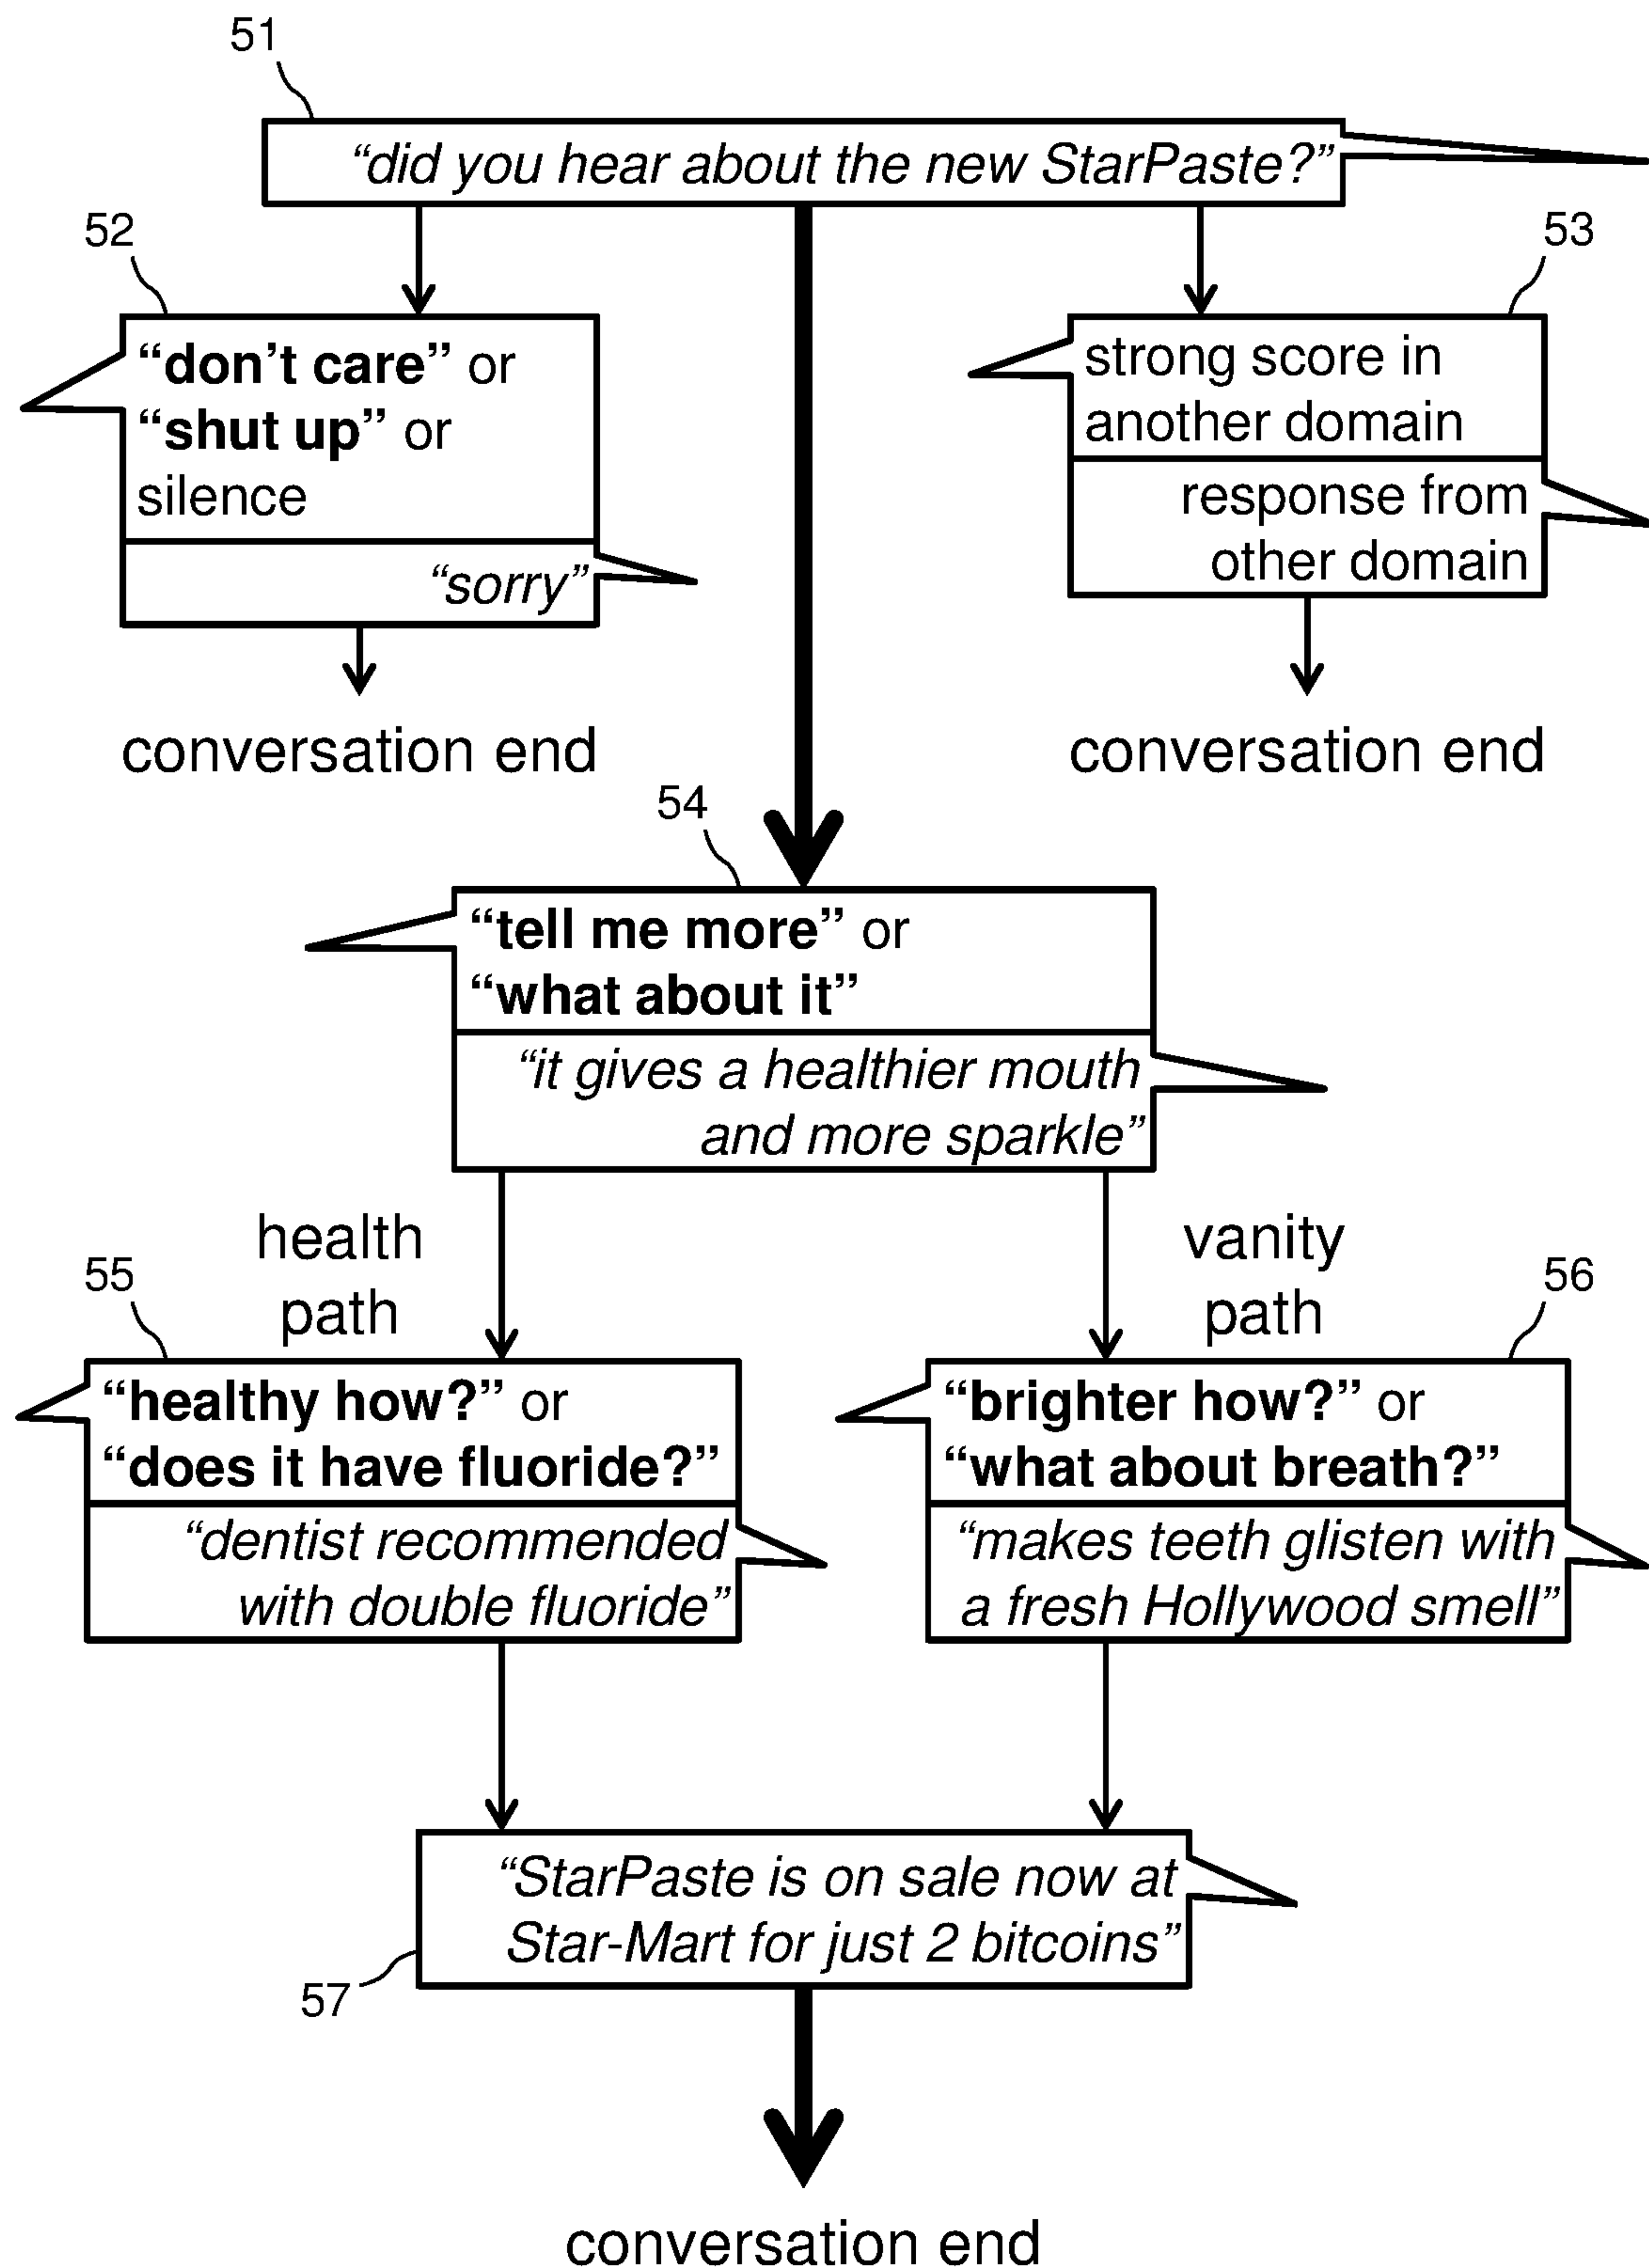 51
“did you hear about the new StarPaste?”
52
53
“don’t care” or
“shut up” or
silence
“sorry”
strong score in
another domain
response from
other domain
conversation end
conversation end
54
“tell me more” or
“what about it”
“it gives a healthier mouth
and more sparkle”
health
path
vanity
path
55
56
“healthy how?” or
“does it have fluoride?”
“dentist recommended
with double fluoride”
“brighter how?” or
“what about breath?”
“makes teeth glisten with
a fresh Hollywood smell”
“StarPaste is on sale now at
Star-Mart for just 2 bitcoins”
57
conversation end